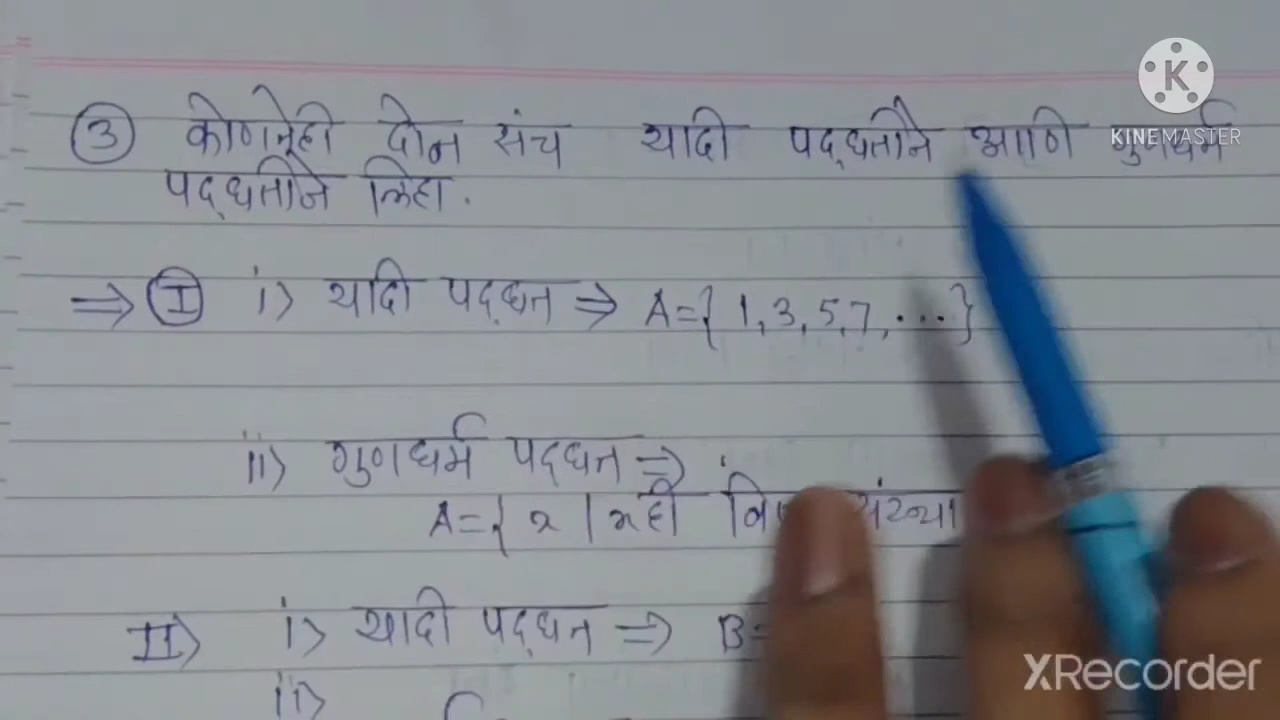 ③ कोणतेही दोन संच यादी पद्धतीने आणि गुणधर्म
पद्धतीने लिहा.
⇒ Ⓘ i) यादी पद्धत ⇒ A={1,3,5,7,...}
ii) गुणधर्म पद्धत ⇒
A={x | x ही संख्या
II) i) यादी पद्धत ⇒ B=
ii)
KINEMASTER
XRecorder